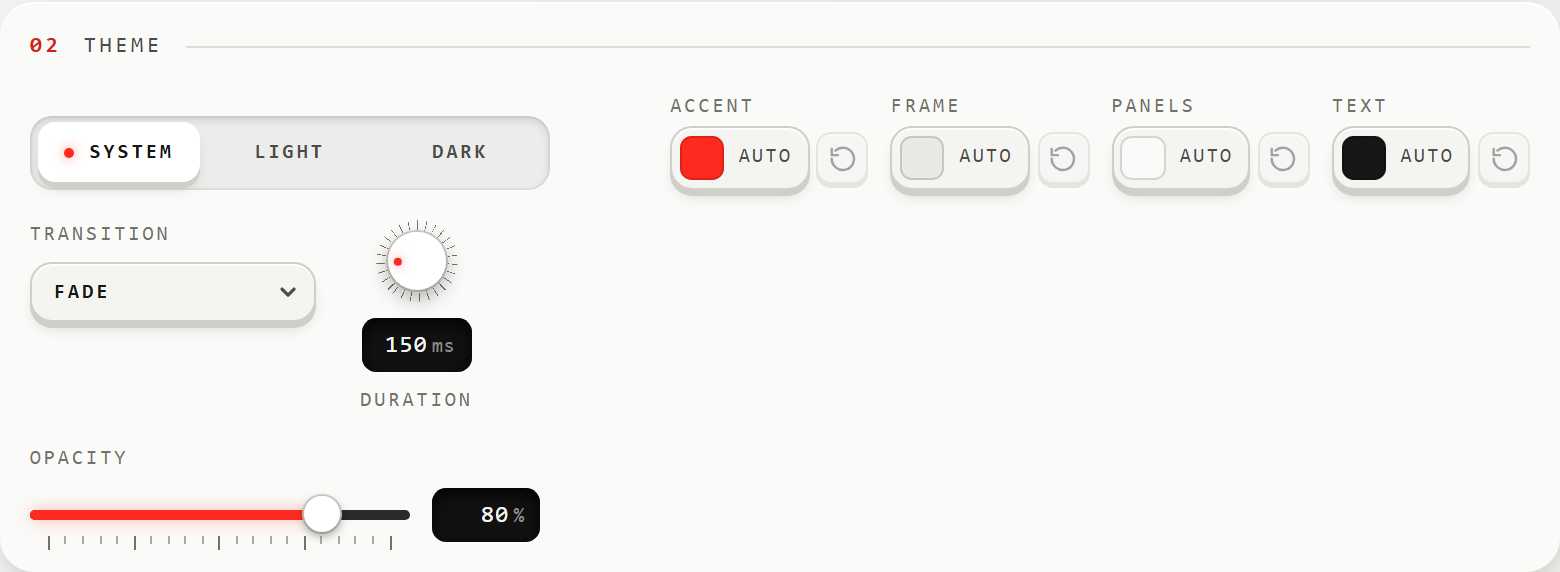 02 THEME
SYSTEM LIGHT DARK
ACCENT FRAME PANELS TEXT
AUTO AUTO AUTO AUTO
TRANSITION
FADE
150 ms
DURATION
OPACITY
80 %